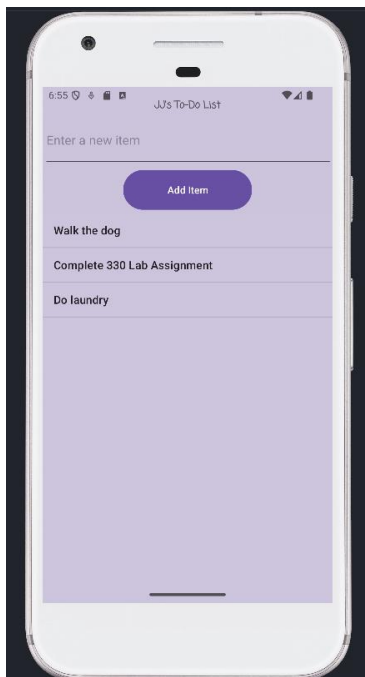 6:55
JJ's To-Do List
Enter a new item
Add Item
Walk the dog
Complete 330 Lab Assignment
Do laundry